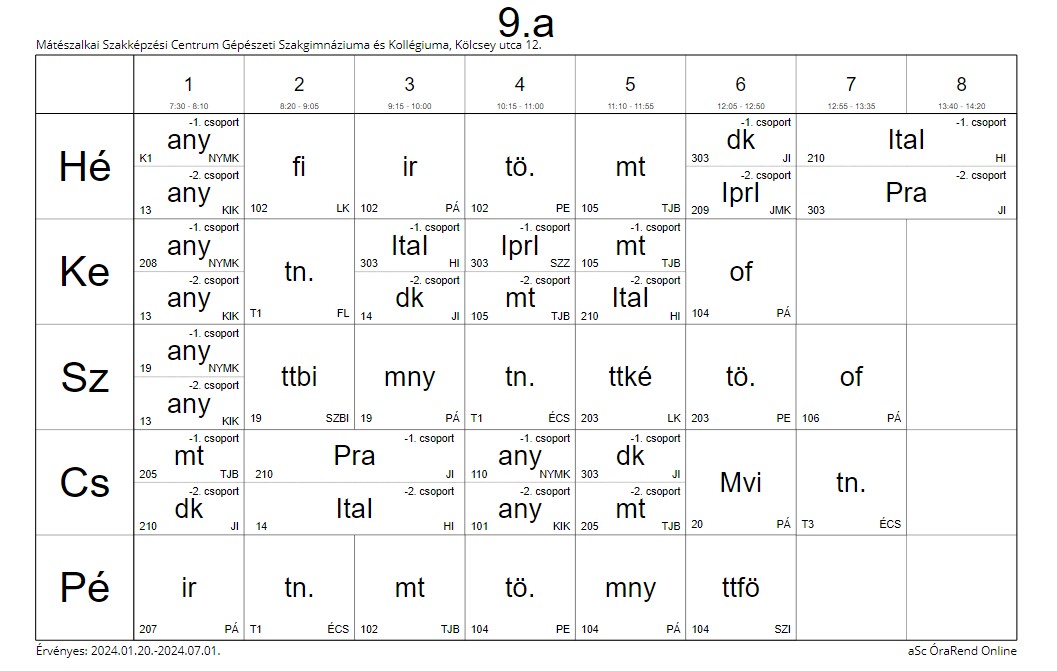 9.a
Mátészalkai Szakképzési Centrum Gépészeti Szakgimnáziuma és Kollégiuma, Kölcsey utca 12.
1 2 3 4 5 6 7 8
7:30 - 8:10 8:20 - 9:05 9:15 - 10:00 10:15 - 11:00 11:10 - 11:55 12:05 - 12:50 12:55 - 13:35 13:40 - 14:20
Hé
-1. csoport
any
K1 NYMK
-2. csoport
any
13 KIK
fi
102 LK
ir
102 PÁ
tö.
102 PE
mt
105 TJB
-1. csoport
dk
303 JI
-2. csoport
Iprl
209 JMK
-1. csoport
Ital
210 HI
-2. csoport
Pra
303 JI
Ke
-1. csoport
any
208 NYMK
-2. csoport
any
13 KIK
tn.
T1 FL
-1. csoport
Ital
303 HI
-2. csoport
dk
14 JI
-1. csoport
Iprl
303 SZZ
-2. csoport
mt
105 TJB
-1. csoport
mt
105 TJB
-2. csoport
Ital
210 HI
of
104 PÁ
Sz
-1. csoport
any
19 NYMK
-2. csoport
any
13 KIK
ttbi
19 SZBI
mny
19 PÁ
tn.
T1 ÉCS
ttké
203 LK
tö.
203 PE
of
106 PÁ
Cs
-1. csoport
mt
205 TJB
-2. csoport
dk
210 JI
-1. csoport
Pra
210 JI
-2. csoport
Ital
14 HI
-1. csoport
any
110 NYMK
-2. csoport
any
101 KIK
-1. csoport
dk
303 JI
-2. csoport
mt
205 TJB
Mvi
20 PÁ
tn.
T3 ÉCS
Pé
ir
207 PÁ
tn.
T1 ÉCS
mt
102 TJB
tö.
104 PE
mny
104 PÁ
ttfö
104 SZI
Érvényes: 2024.01.20.-2024.07.01.
aSc ÓraRend Online